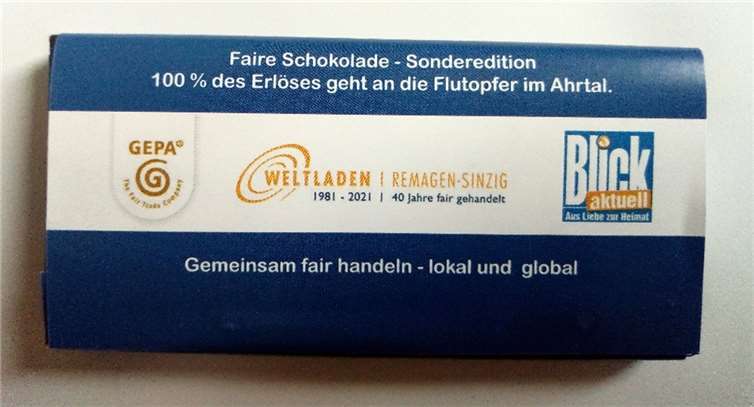 Faire Schokolade - Sonderedition
100 % des Erlöses geht an die Flutopfer im Ahrtal.
GEPA®
The Fair Trade Company
WELTLADEN | REMAGEN-SINZIG
1981 - 2021 | 40 Jahre fair gehandelt
Blick
aktuell
Aus Liebe zur Heimat
Gemeinsam fair handeln - lokal und global